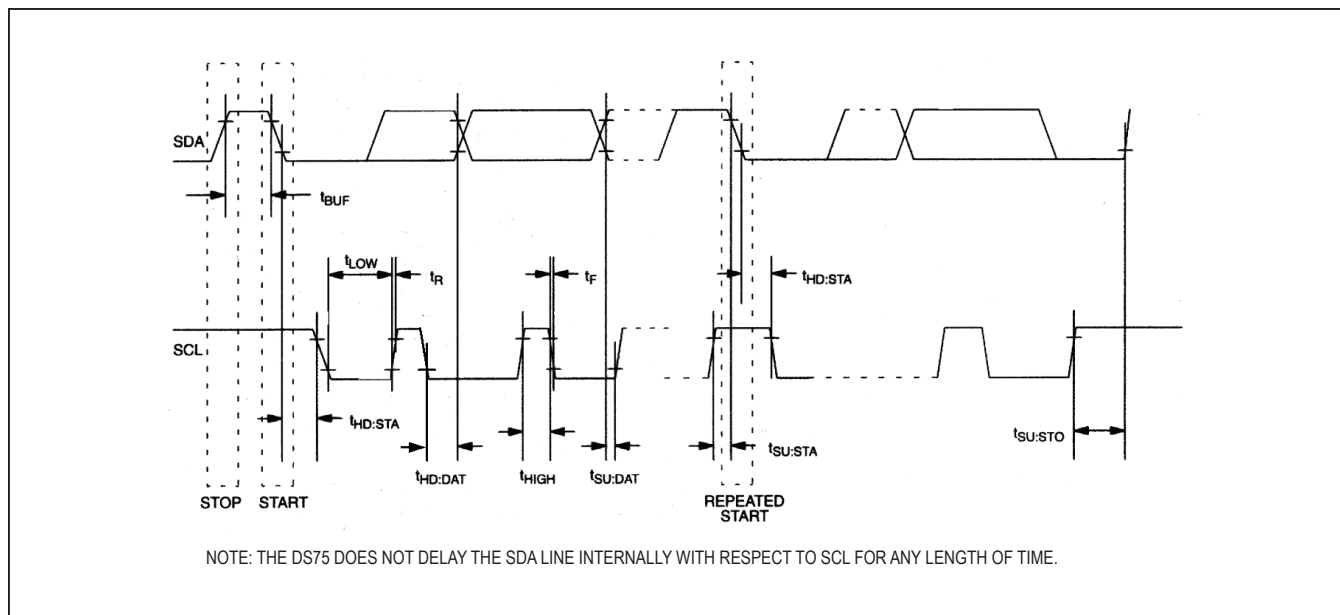 SDA
tBUF
tLOW
tR
tF
tHD:STA
SCL
tHD:STA
tSU:STA
tSU:STO
tHD:DAT
tHIGH
tSU:DAT
STOP
START
REPEATED
START
NOTE: THE DS75 DOES NOT DELAY THE SDA LINE INTERNALLY WITH RESPECT TO SCL FOR ANY LENGTH OF TIME.